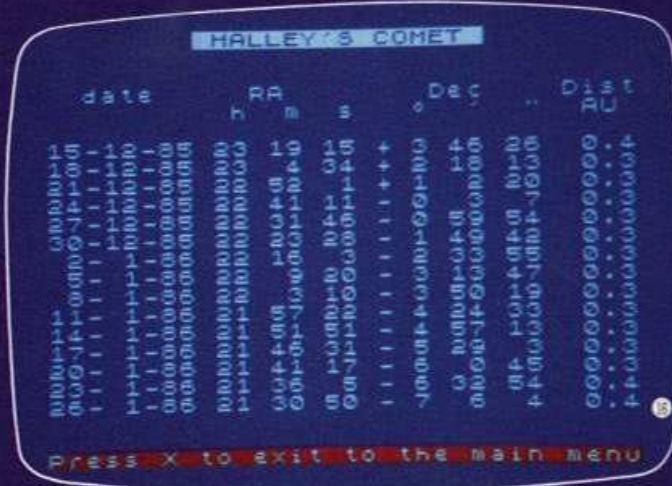 HALLEY'S COMET
date RA Dec Dist
h m s ° ' " AU
15-12-85 23 19 15 + 3 46 26 0.4
18-12-85 23 4 34 + 2 18 13 0.3
21-12-85 22 52 1 + 1 2 20 0.3
24-12-85 22 41 11 - 0 3 7 0.3
27-12-85 22 31 46 - 0 59 54 0.3
30-12-85 22 23 28 - 1 49 42 0.3
2- 1-86 22 16 3 - 2 33 55 0.3
5- 1-86 22 9 20 - 3 13 47 0.3
8- 1-86 22 3 10 - 3 50 19 0.3
11- 1-86 21 57 22 - 4 24 33 0.3
14- 1-86 21 51 51 - 4 57 13 0.3
17- 1-86 21 46 31 - 5 29 3 0.3
20- 1-86 21 41 17 - 6 0 45 0.3
23- 1-86 21 36 5 - 6 32 54 0.4
26- 1-86 21 30 50 - 7 6 4 0.4
Press X to exit to the main menu